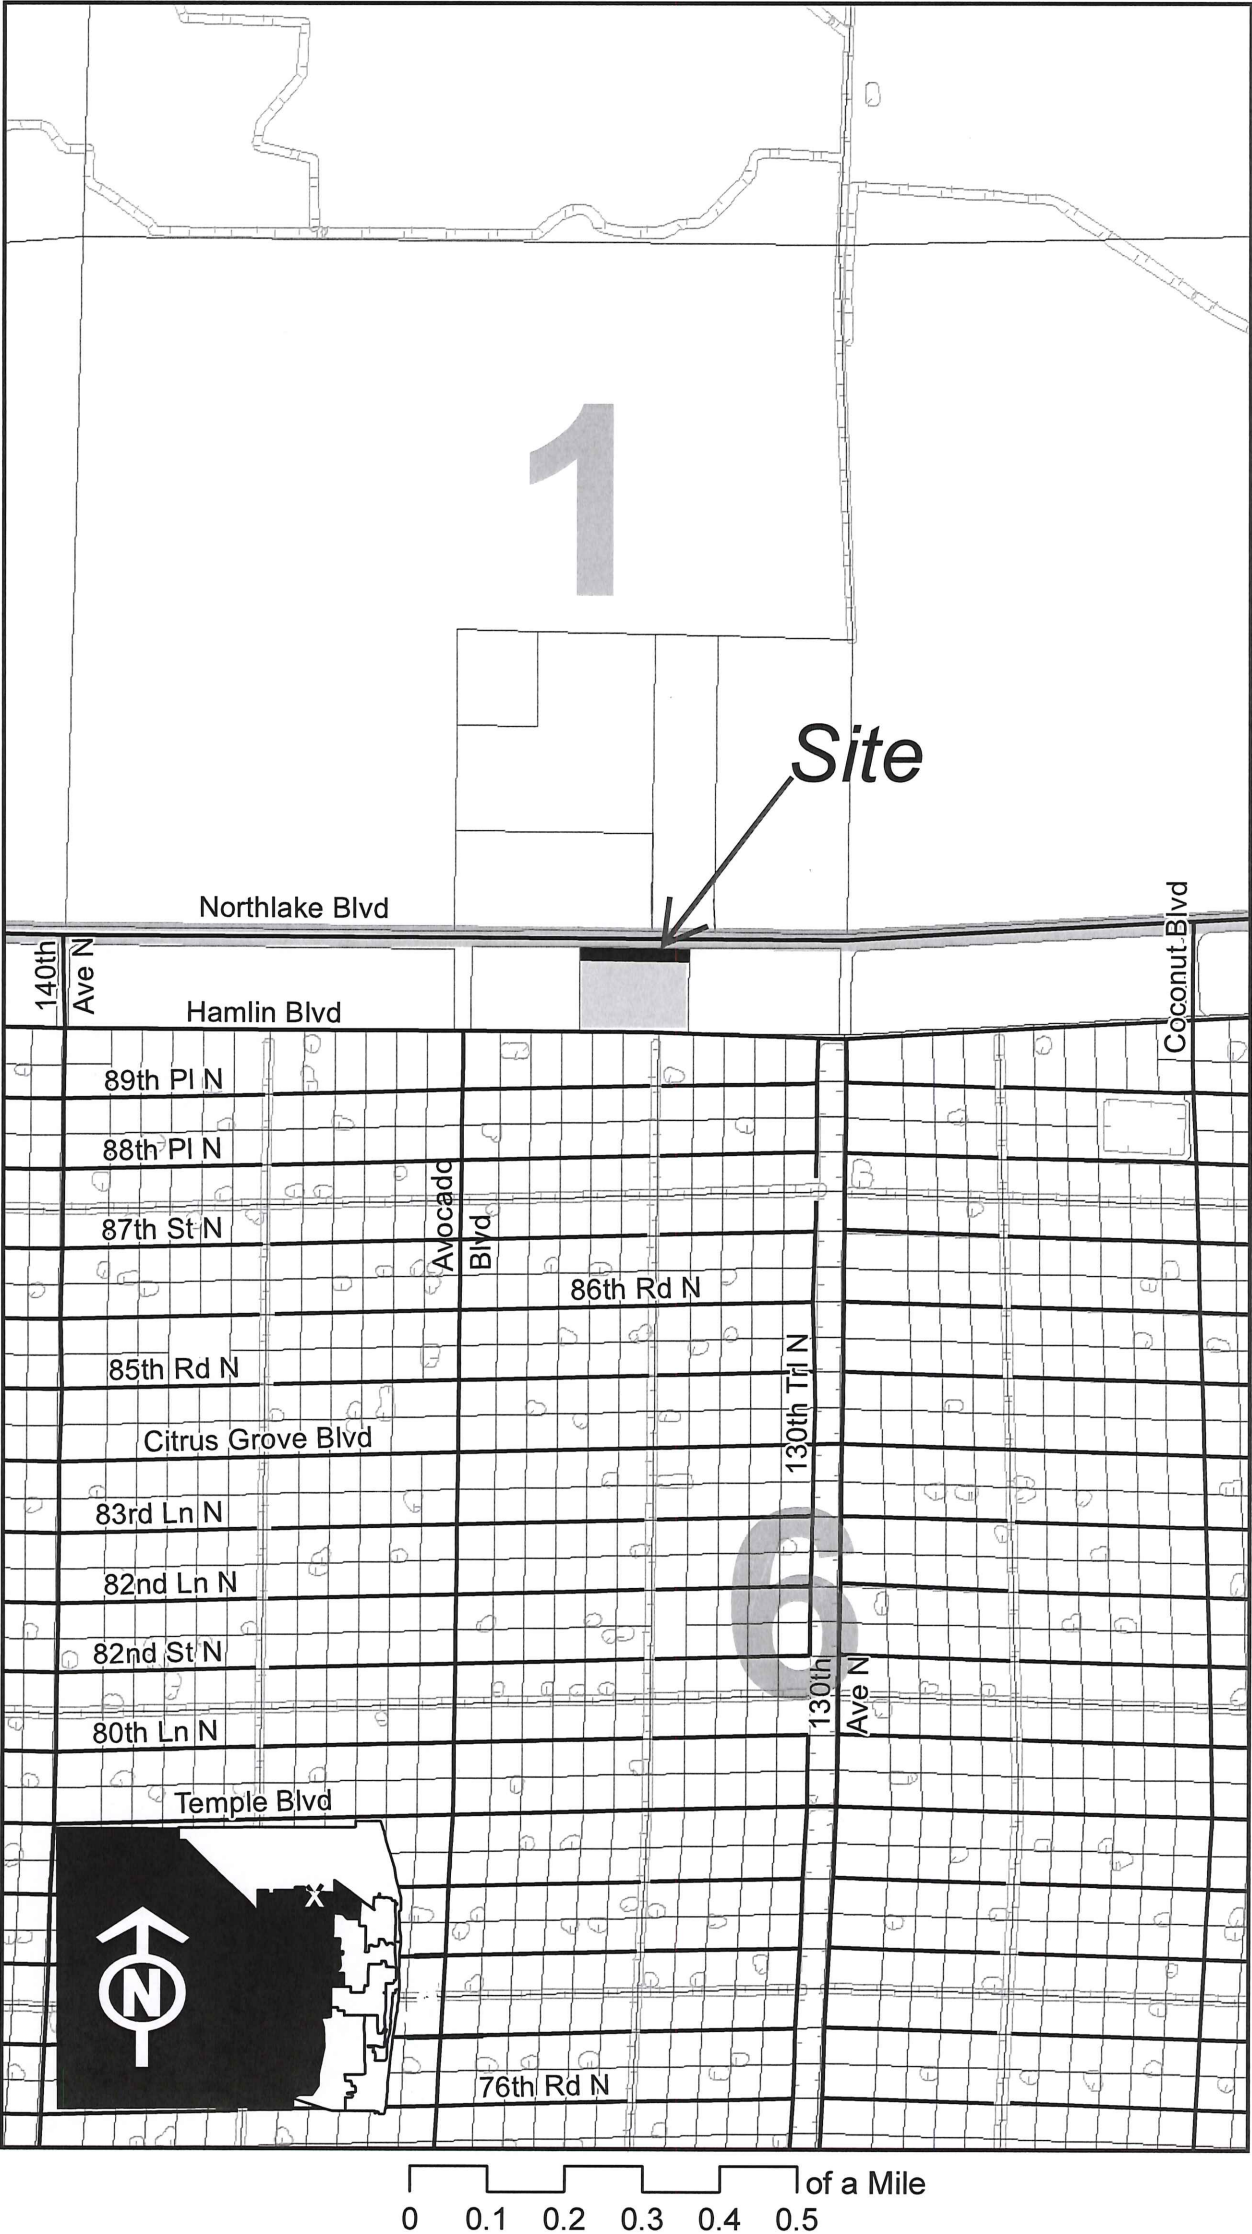 1
Site
Northlake Blvd
Coconut Blvd
140th
Ave N
Hamlin Blvd
89th Pl N
88th Pl N
Avocado
Blvd
87th St N
86th Rd N
130th Trl N
85th Rd N
Citrus Grove Blvd
83rd Ln N
6
82nd Ln N
82nd St N
130th
Ave N
80th Ln N
Temple Blvd
X
N
76th Rd N
of a Mile
0 0.1 0.2 0.3 0.4 0.5